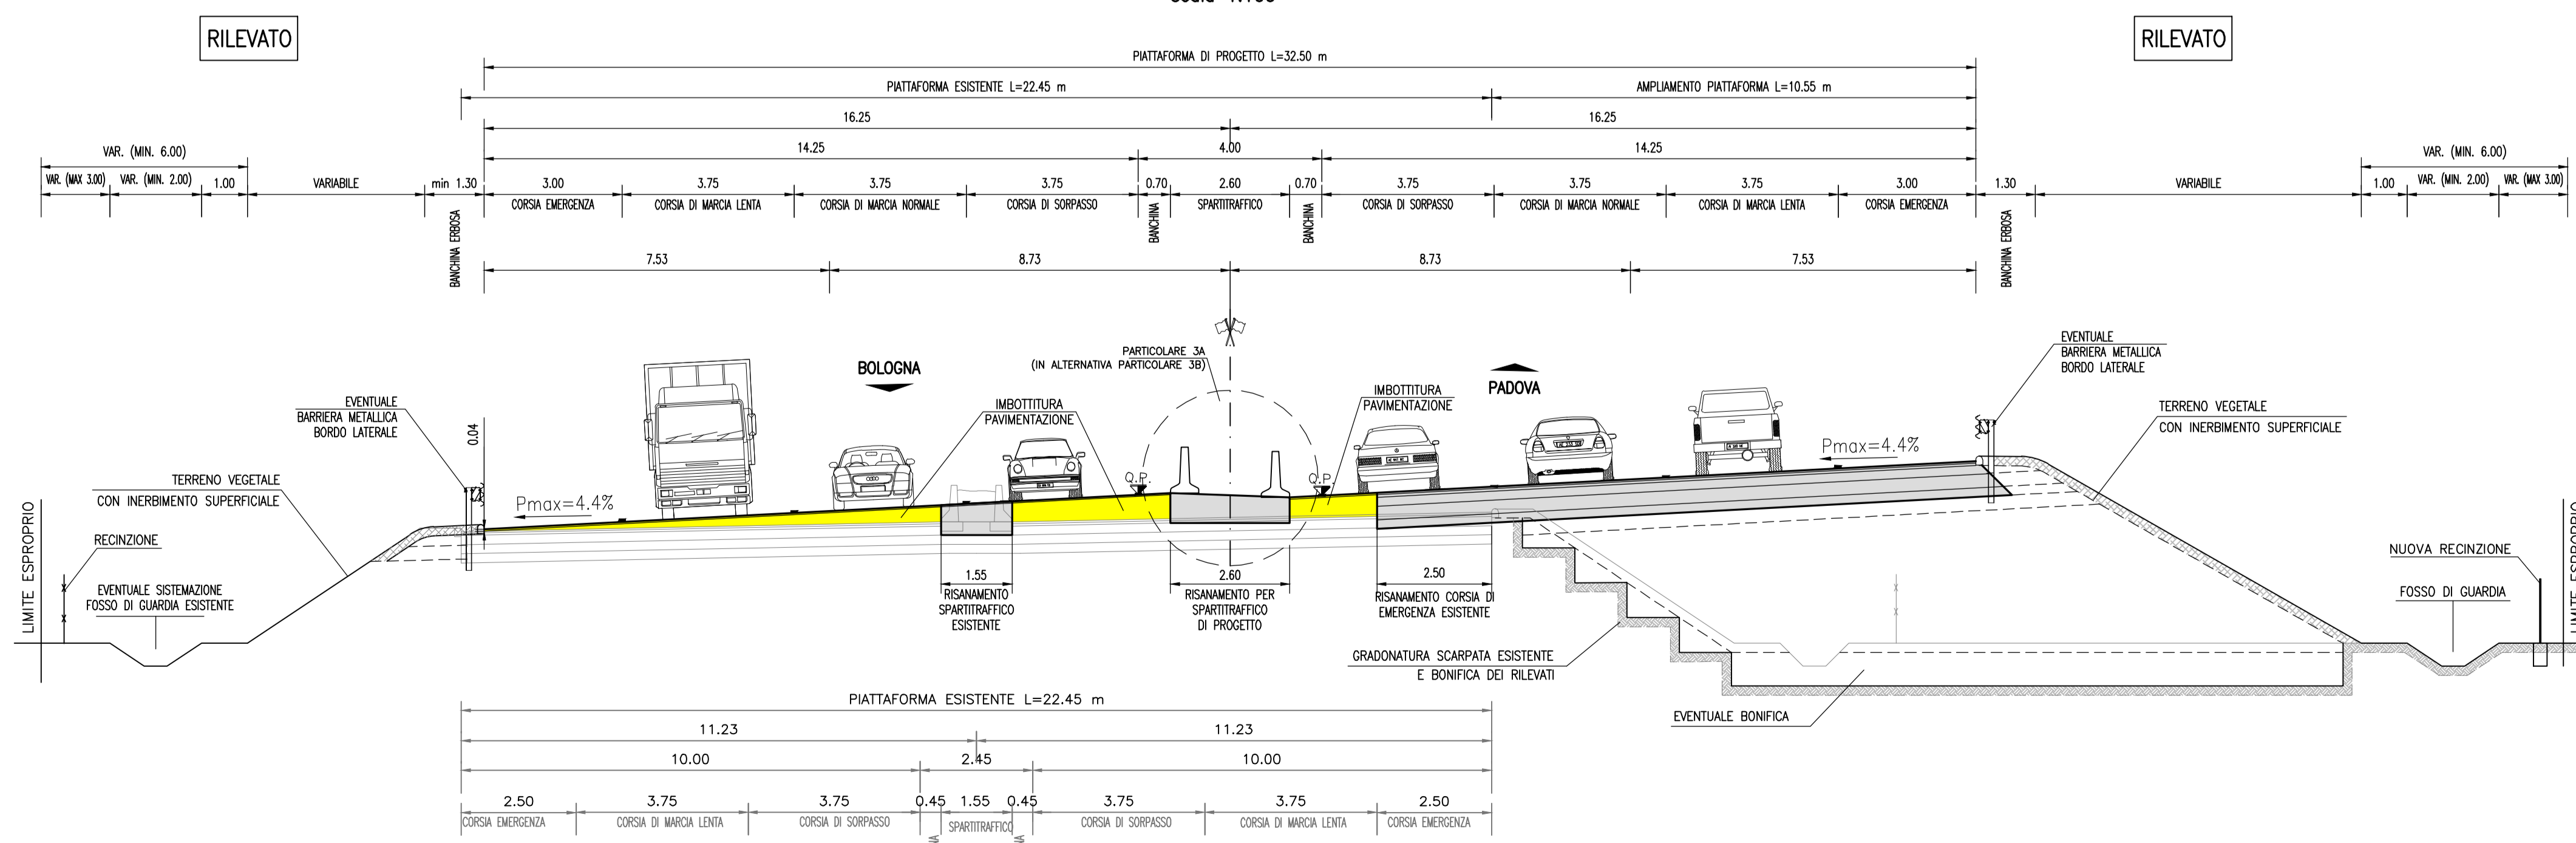 RILEVATO
RILEVATO
PIATTAFORMA DI PROGETTO L=32.50 m
PIATTAFORMA ESISTENTE L=22.45 m
AMPLIAMENTO PIATTAFORMA L=10.55 m
16.25
16.25
VAR. (MIN. 6.00)
14.25
4.00
14.25
VAR. (MIN. 6.00)
VAR. (MAX 3.00)
VAR. (MIN. 2.00)
1.00
VARIABILE
min 1.30
3.00
3.75
3.75
3.75
0.70
2.60
0.70
3.75
3.75
3.75
3.00
1.30
VARIABILE
1.00
VAR. (MIN. 2.00)
VAR. (MAX 3.00)
BANCHINA ERBOSA
CORSIA EMERGENZA
CORSIA DI MARCIA LENTA
CORSIA DI MARCIA NORMALE
CORSIA DI SORPASSO
BANCHINA
SPARTITRAFFICO
BANCHINA
CORSIA DI SORPASSO
CORSIA DI MARCIA NORMALE
CORSIA DI MARCIA LENTA
CORSIA EMERGENZA
BANCHINA ERBOSA
7.53
8.73
8.73
7.53
PARTICOLARE 3A
(IN ALTERNATIVA PARTICOLARE 3B)
BOLOGNA
PADOVA
EVENTUALE
BARRIERA METALLICA
BORDO LATERALE
EVENTUALE
BARRIERA METALLICA
BORDO LATERALE
0.04
IMBOTTITURA
PAVIMENTAZIONE
IMBOTTITURA
PAVIMENTAZIONE
TERRENO VEGETALE
CON INERBIMENTO SUPERFICIALE
Pmax=4.4%
Pmax=4.4%
Q.P.
Q.P.
TERRENO VEGETALE
CON INERBIMENTO SUPERFICIALE
LIMITE ESPROPRIO
RECINZIONE
EVENTUALE SISTEMAZIONE
FOSSO DI GUARDIA ESISTENTE
1.55
RISANAMENTO
SPARTITRAFFICO
ESISTENTE
2.60
RISANAMENTO PER
SPARTITRAFFICO
DI PROGETTO
2.50
RISANAMENTO CORSIA DI
EMERGENZA ESISTENTE
NUOVA RECINZIONE
FOSSO DI GUARDIA
GRADONATURA SCARPATA ESISTENTE
E BONIFICA DEI RILEVATI
EVENTUALE BONIFICA
PIATTAFORMA ESISTENTE L=22.45 m
11.23
11.23
10.00
2.45
10.00
2.50
3.75
3.75
0.45
1.55
0.45
3.75
3.75
2.50
CORSIA EMERGENZA
CORSIA DI MARCIA LENTA
CORSIA DI SORPASSO
SPARTITRAFFICO
CORSIA DI SORPASSO
CORSIA DI MARCIA LENTA
CORSIA EMERGENZA